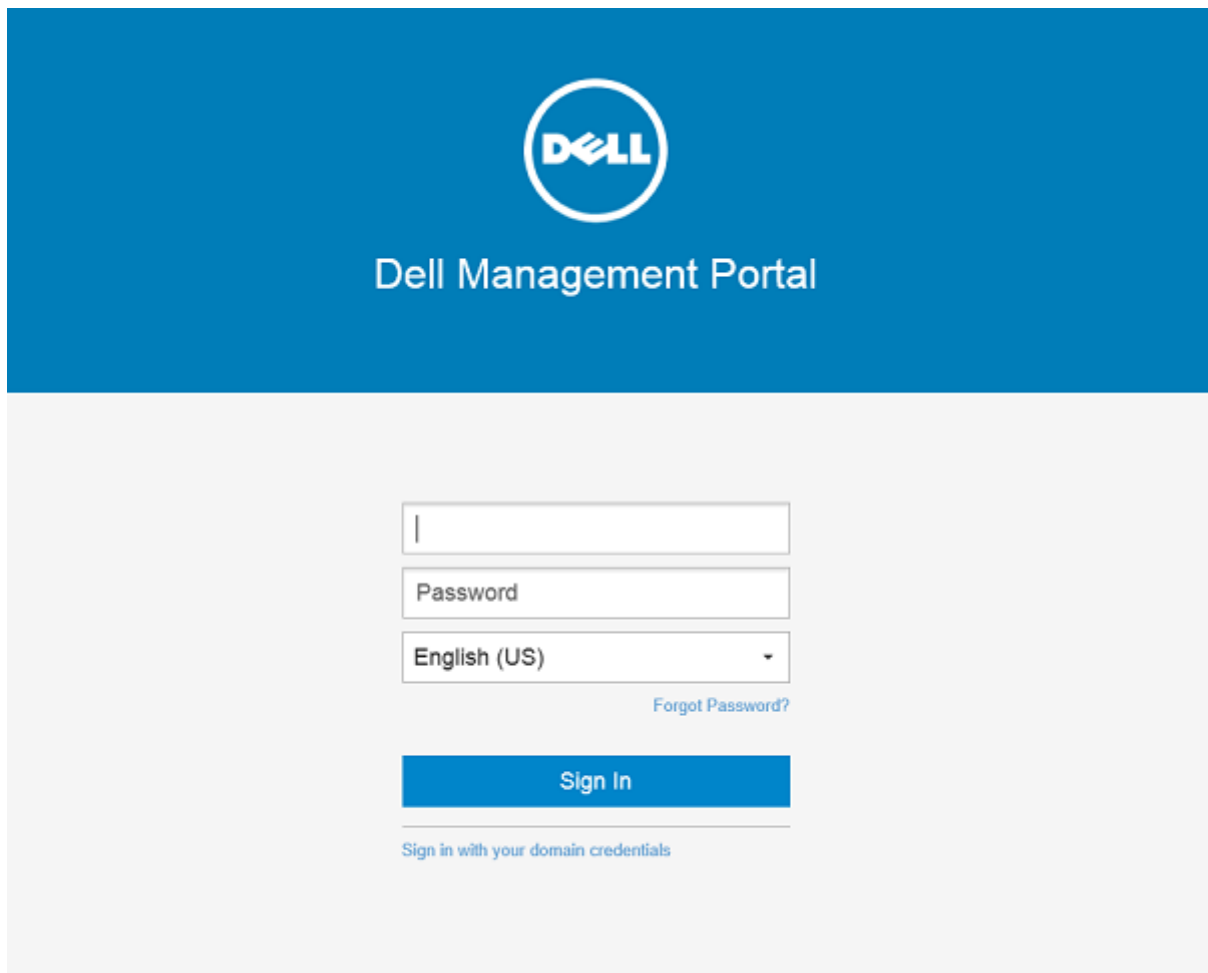 DELL
Dell Management Portal
Password
English (US)
Forgot Password?
Sign In
Sign in with your domain credentials